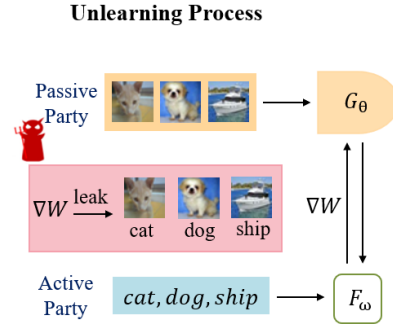 Unlearning Process
Passive
Party
G_θ
∇W leak
cat dog ship
∇W
Active
Party
cat, dog, ship
F_ω